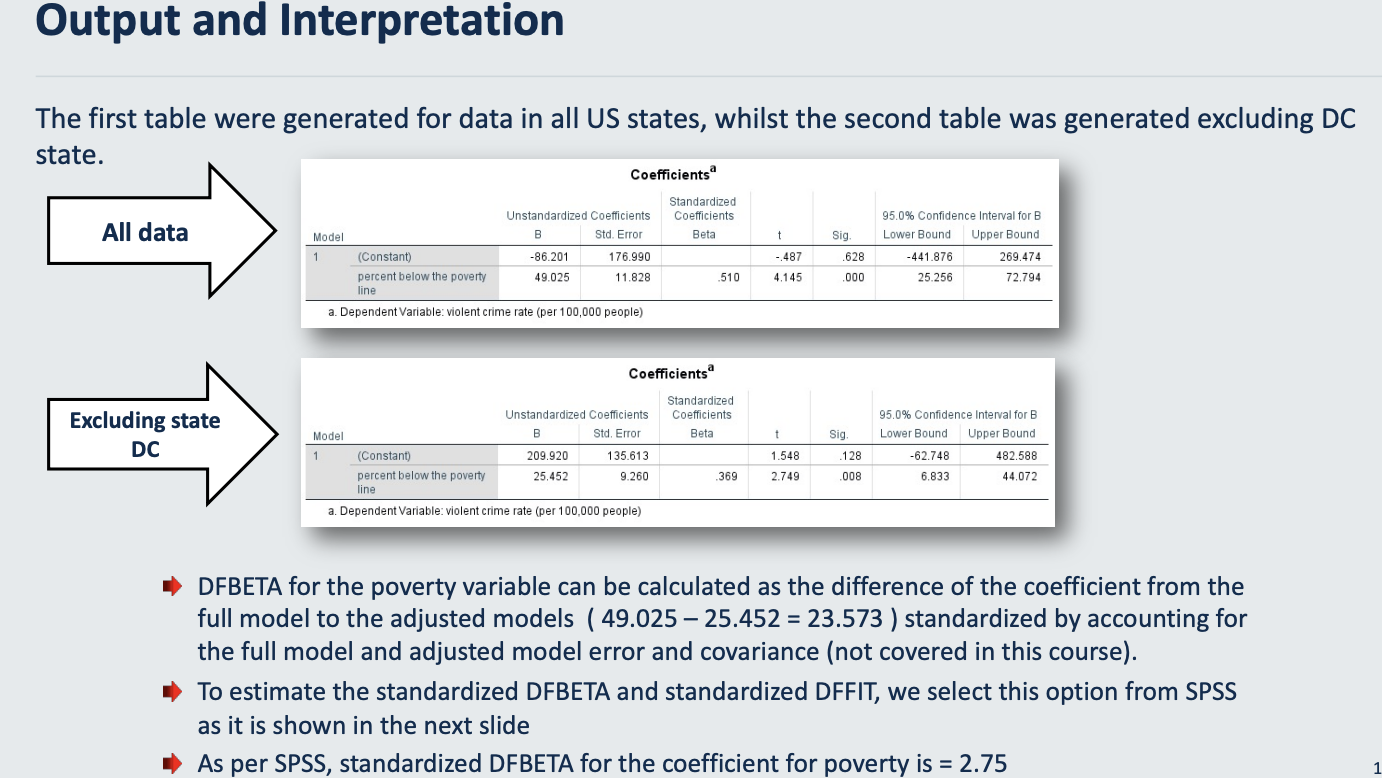 Output and Interpretation
The first table were generated for data in all US states, whilst the second table was generated excluding DC
state.
All data
Coefficientsa
Unstandardized Coefficients Standardized Coefficients 95.0% Confidence Interval for B
Model B Std. Error Beta t Sig. Lower Bound Upper Bound
1 (Constant) -86.201 176.990 -.487 .628 -441.876 269.474
percent below the poverty line 49.025 11.828 .510 4.145 .000 25.256 72.794
a. Dependent Variable: violent crime rate (per 100,000 people)
Excluding state
DC
Coefficientsa
Unstandardized Coefficients Standardized Coefficients 95.0% Confidence Interval for B
Model B Std. Error Beta t Sig. Lower Bound Upper Bound
1 (Constant) 209.920 135.613 1.548 .128 -62.748 482.588
percent below the poverty line 25.452 9.260 .369 2.749 .008 6.833 44.072
a. Dependent Variable: violent crime rate (per 100,000 people)
DFBETA for the poverty variable can be calculated as the difference of the coefficient from the
full model to the adjusted models ( 49.025 – 25.452 = 23.573 ) standardized by accounting for
the full model and adjusted model error and covariance (not covered in this course).
To estimate the standardized DFBETA and standardized DFFIT, we select this option from SPSS
as it is shown in the next slide
As per SPSS, standardized DFBETA for the coefficient for poverty is = 2.75